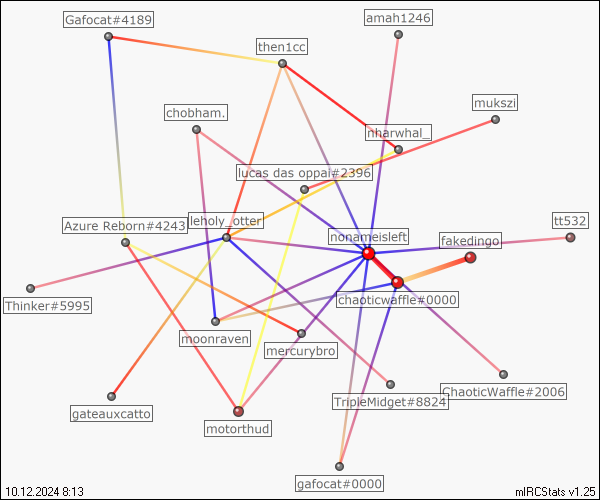 Gafocat#4189
amah1246
then1cc
mukszi
chobham.
nharwhal_
lucas das oppai#2396
leholy_otter
Azure Reborn#4243
nonameisleft
fakedingo
tt532
Thinker#5995
chaoticwaffle#0000
moonraven
mercurybro
ChaoticWaffle#2006
TripleMidget#8824
gateauxcatto
motorthud
gafocat#0000
10.12.2024 8:13
mIRCStats v1.25